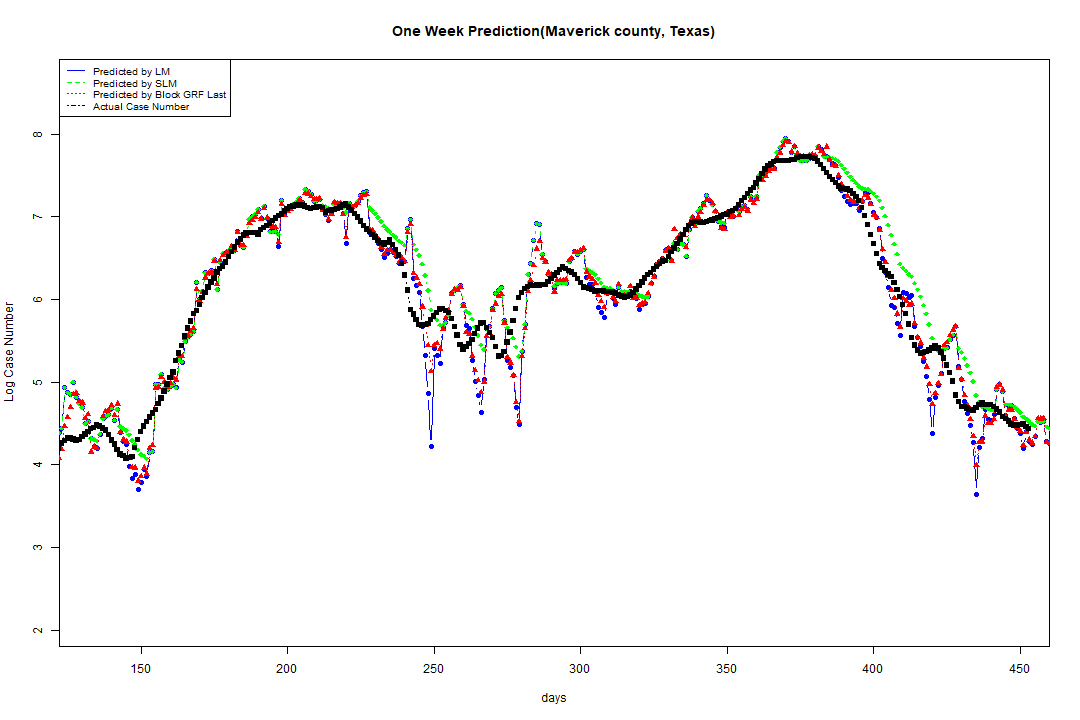 One Week Prediction(Maverick county, Texas)
Predicted by LM
Predicted by SLM
Predicted by Block GRF Last
Actual Case Number
Log Case Number
8
7
6
5
4
3
2
150 200 250 300 350 400 450
days